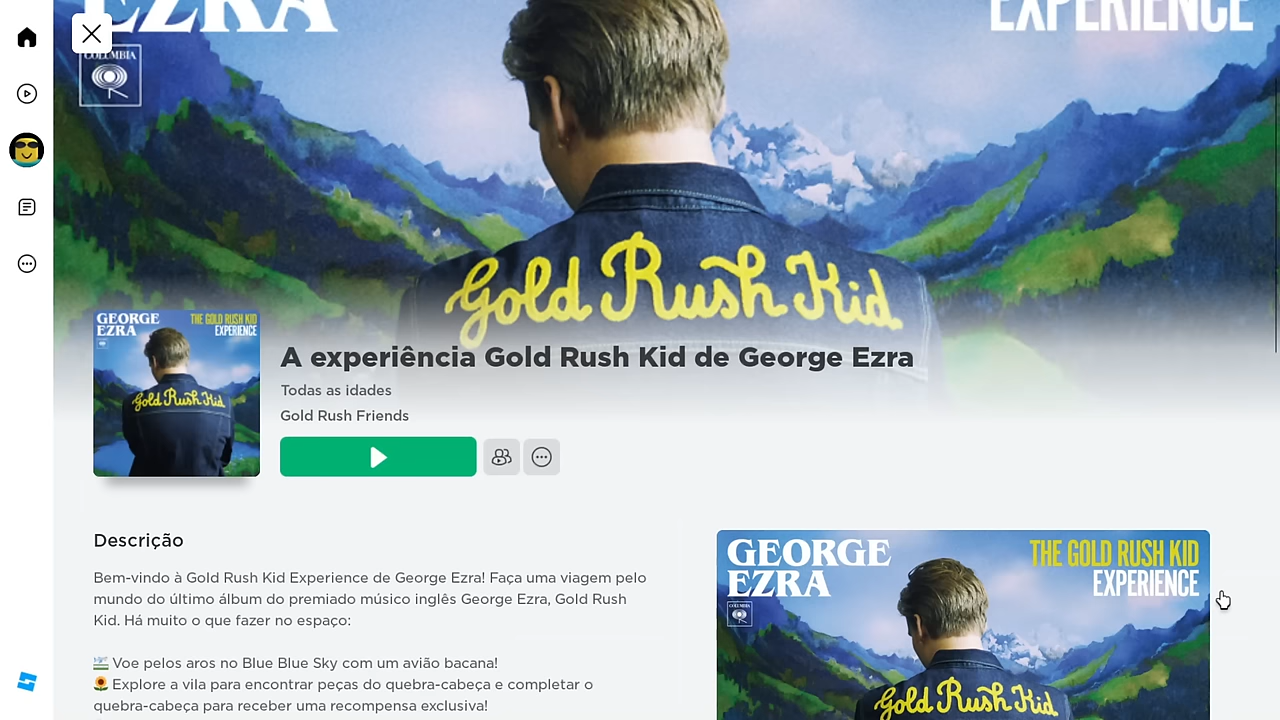 EZRA
EXPERIENCE
COLUMBIA
Gold Rush Kid
GEORGE
EZRA
THE GOLD RUSH KID
EXPERIENCE
Gold Rush Kid
A experiência Gold Rush Kid de George Ezra
Todas as idades
Gold Rush Friends
Descrição
Bem-vindo à Gold Rush Kid Experience de George Ezra! Faça uma viagem pelo
mundo do último álbum do premiado músico inglês George Ezra, Gold Rush
Kid. Há muito o que fazer no espaço:
Voe pelos aros no Blue Blue Sky com um avião bacana!
Explore a vila para encontrar peças do quebra-cabeça e completar o
quebra-cabeça para receber uma recompensa exclusiva!
GEORGE
EZRA
THE GOLD RUSH KID
EXPERIENCE
COLUMBIA
Gold Rush Kid